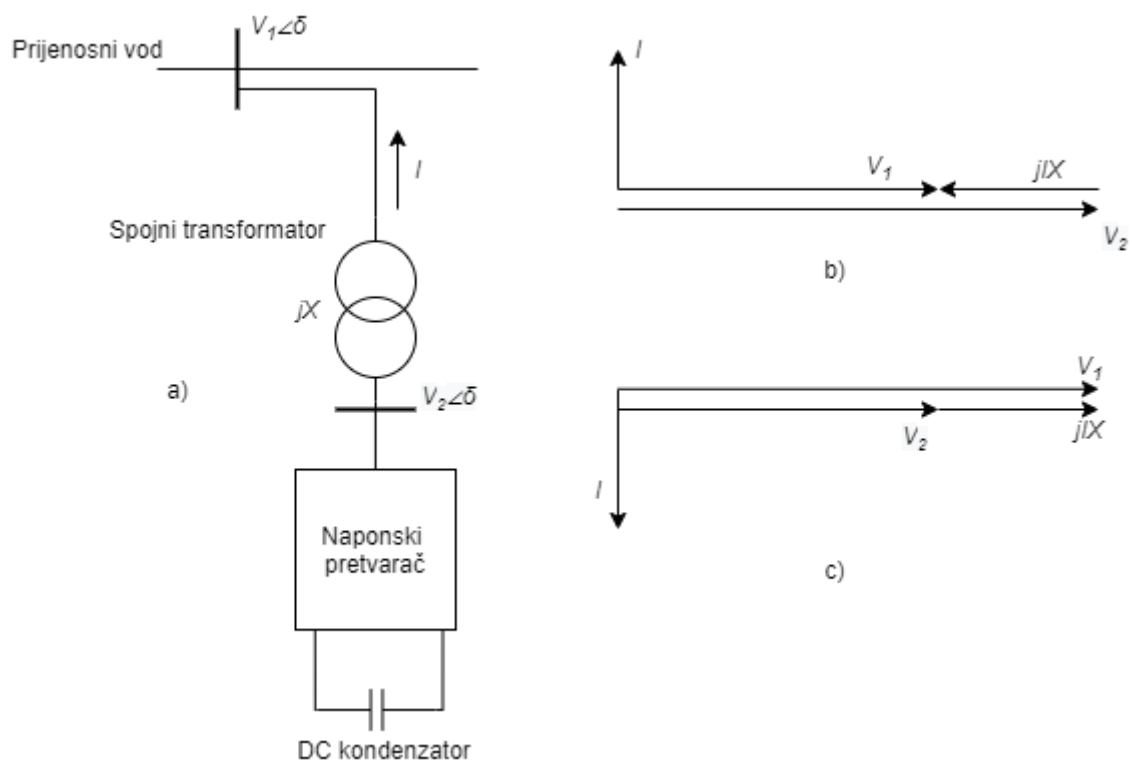 V₁∠δ
Prijenosni vod
I
Spojni transformator
jX
a)
V₂∠δ
Naponski
pretvarač
DC kondenzator
I
V₁
jIX
V₂
b)
V₁
V₂
jIX
I
c)